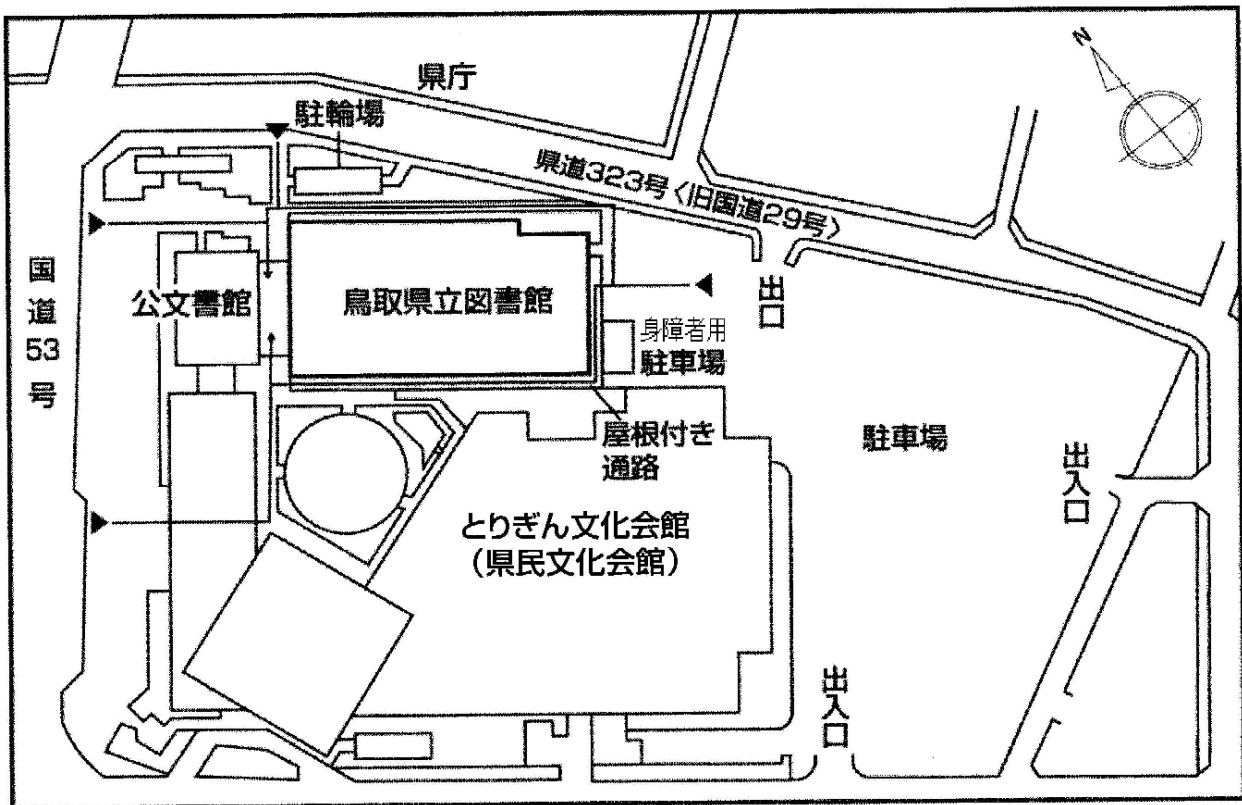 県庁
N
駐輪場
県道323号〈旧国道29号〉
国道53号
公文書館
鳥取県立図書館
出口
身障者用
駐車場
屋根付き
通路
駐車場
出入口
とりぎん文化会館
(県民文化会館)
出入口